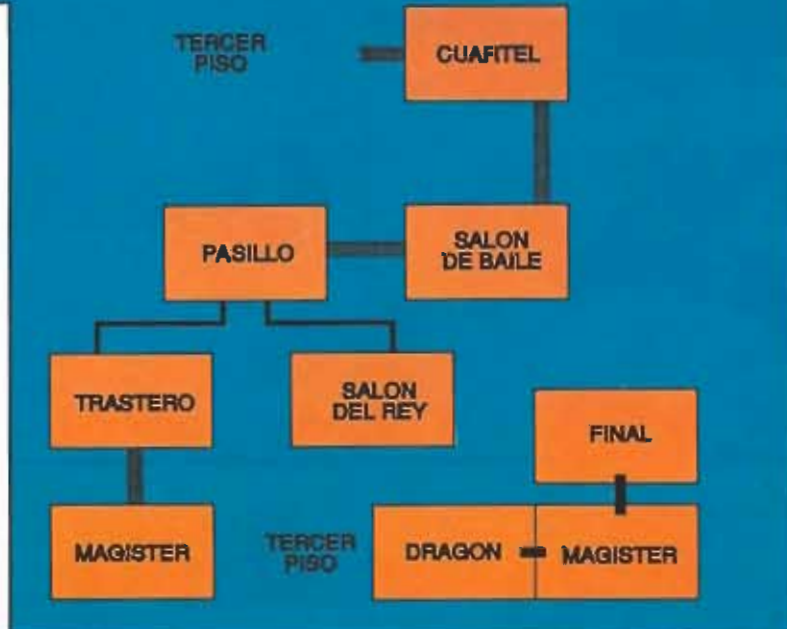 TERCER
PISO
CUAFITEL
PASILLO
SALON
DE BAILE
TRASTERO
SALON
DEL REY
FINAL
MAGISTER
TERCER
PISO
DRAGON
MAGISTER